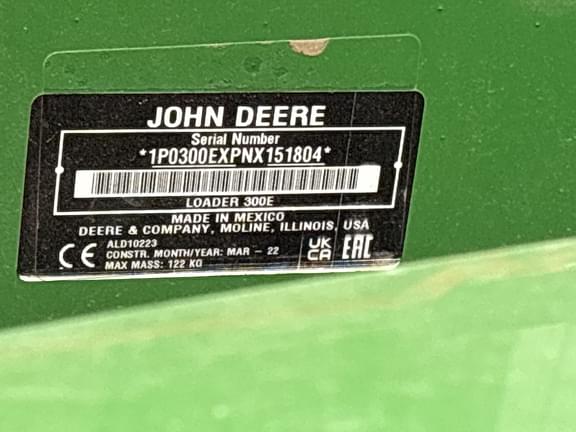 JOHN DEERE
Serial Number
*1P0300EXPNX151804*
LOADER 300E
MADE IN MEXICO
DEERE & COMPANY, MOLINE, ILLINOIS, USA
ALD10223
CONSTR. MONTH/YEAR: MAR - 22
MAX MASS: 122 KG
CE
UK
CA
EAC